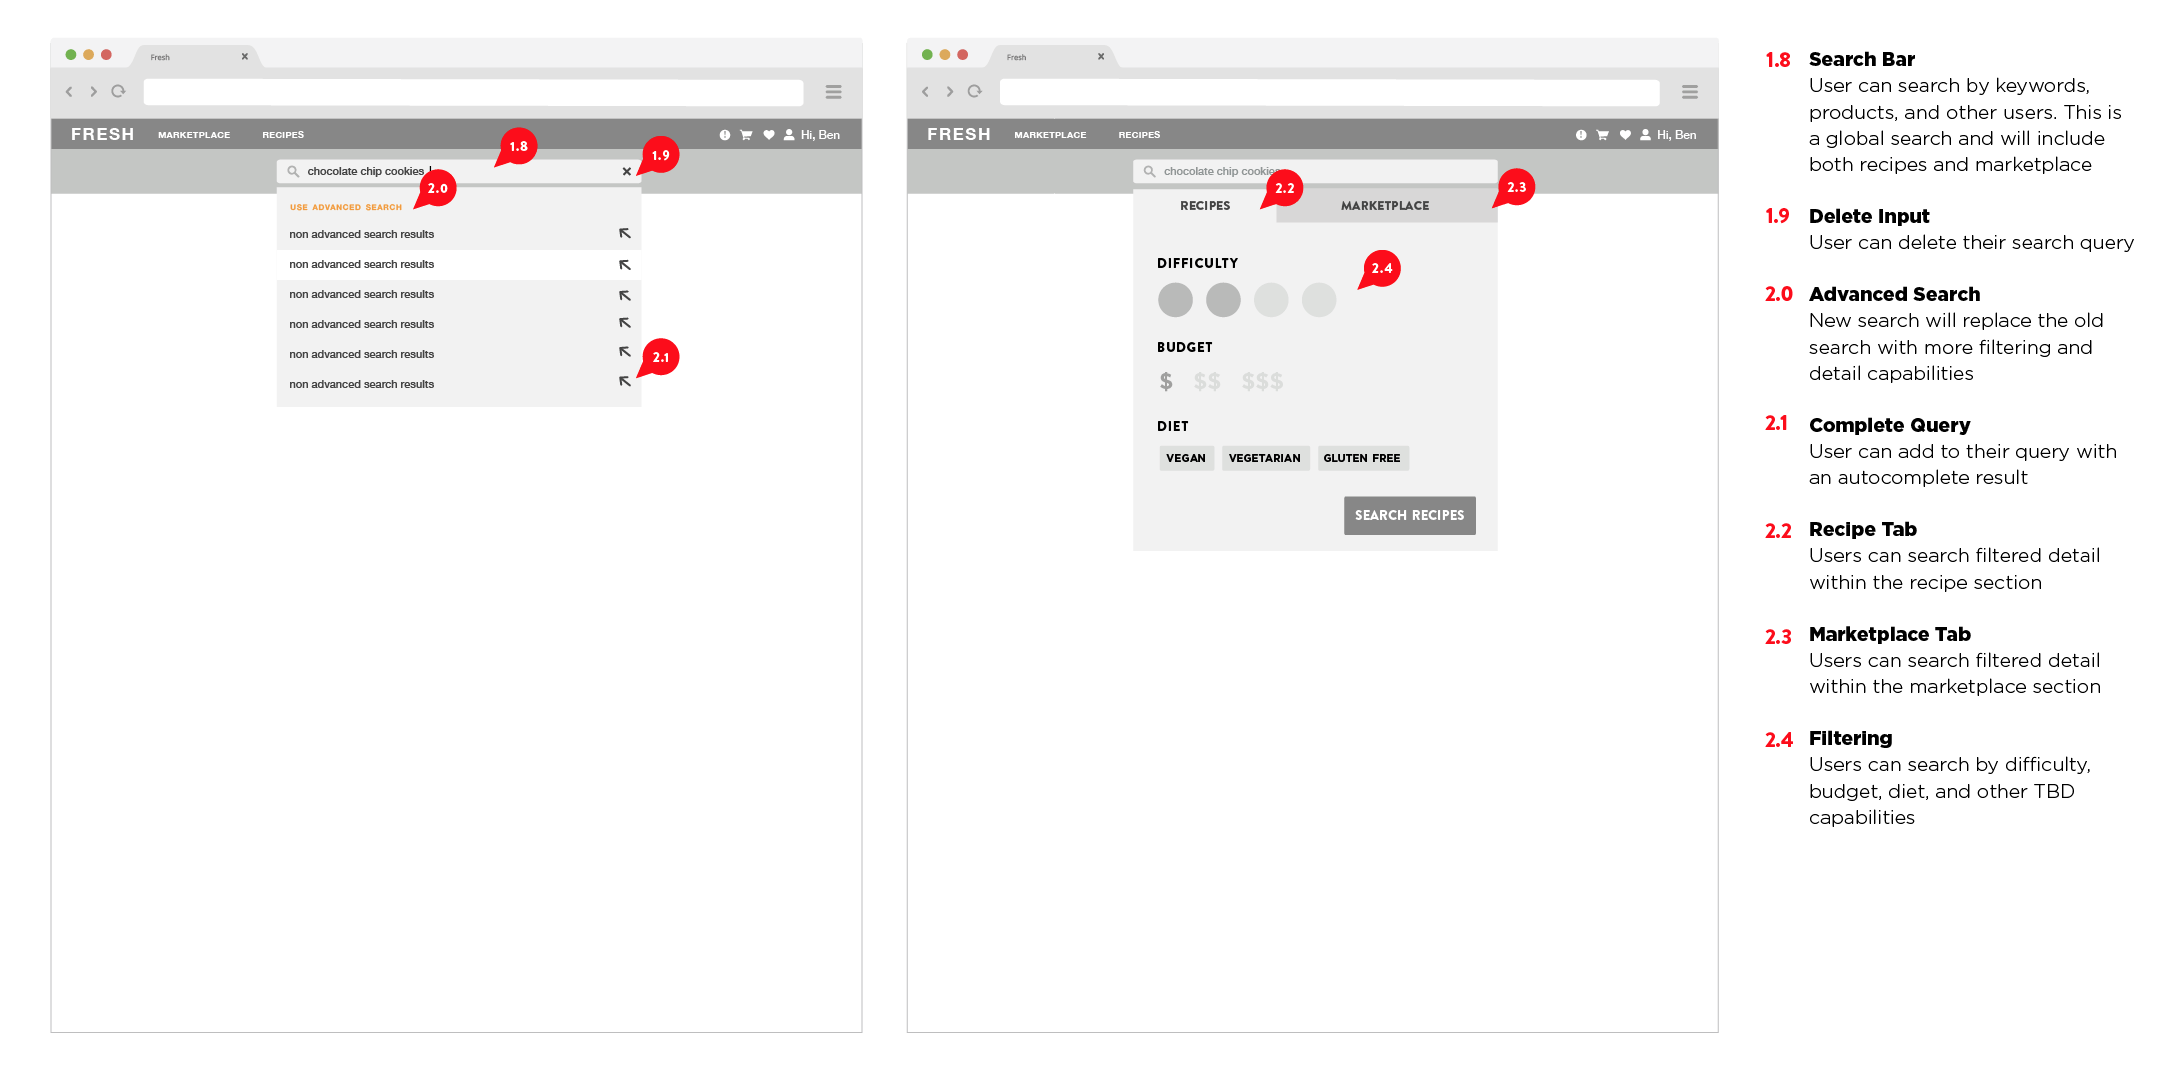 Fresh x
FRESH MARKETPLACE RECIPES Hi, Ben
1.8
1.9
chocolate chip cookies x
2.0
USE ADVANCED SEARCH
non advanced search results
non advanced search results
non advanced search results
non advanced search results
non advanced search results
2.1
non advanced search results
Fresh x
FRESH MARKETPLACE RECIPES Hi, Ben
chocolate chip cookies
2.2
2.3
RECIPES MARKETPLACE
DIFFICULTY
2.4
BUDGET
$ $$ $$$
DIET
VEGAN VEGETARIAN GLUTEN FREE
SEARCH RECIPES
1.8 Search Bar
User can search by keywords,
products, and other users. This is
a global search and will include
both recipes and marketplace
1.9 Delete Input
User can delete their search query
2.0 Advanced Search
New search will replace the old
search with more filtering and
detail capabilities
2.1 Complete Query
User can add to their query with
an autocomplete result
2.2 Recipe Tab
Users can search filtered detail
within the recipe section
2.3 Marketplace Tab
Users can search filtered detail
within the marketplace section
2.4 Filtering
Users can search by difficulty,
budget, diet, and other TBD
capabilities